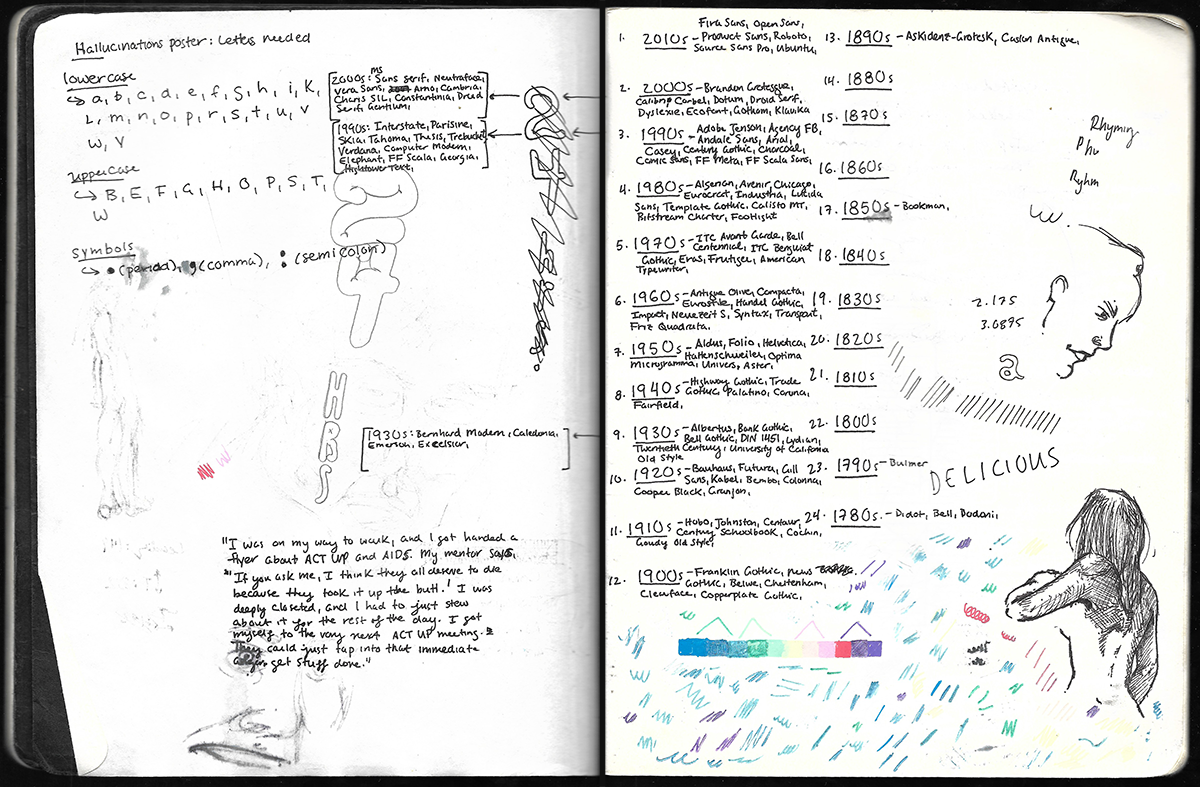 Hallucinations poster: Letters needed
lowercase
a, b, c, d, e, f, g, h, i, k,
L, m, n, o, p, r, s, t, u, v
w, y
uppercase
B, E, F, G, H, O, P, S, T,
W
symbols
• (period), , (comma), ; (semicolon)
ms
2000s: Sans Serif, Neutraface,
Vera Sans, Arno, Cambria,
Charis SIL, Constantinia, Droid
Serif, Gentium,
1990s: Interstate, Parisine,
Skia, Tahoma, Thesis, Trebuchet,
Verdana, Computer Modern,
Elephant, FF Scala, Georgia,
Hightower Text,
HBS
1930s: Bernhard Modern, Caledonia,
Emerson, Excelsior,
"I was on my way to work, and I got handed a
flyer about ACT UP and AIDS. My mentor says,
'If you ask me, I think they all deserve to die
because they took it up the butt.' I was
deeply closeted, and I had to just stew
about it for the rest of the day. I got
myself to the very next ACT UP meeting.
They could just tap into that immediate
get stuff done."
Fira Sans, Open Sans,
1. 2010s - Product Sans, Roboto,
Source Sans Pro, Ubuntu,
2. 2000s - Brandon Grotesque,
Calibri, Corbel, Dotum, Droid Serif,
Dyslexie, Ecofont, Gotham, Klavika
3. 1990s - Adobe Jenson, Agency FB,
Andale Sans, Arial,
Casey, Century Gothic, Charcoal,
Comic Sans, FF Meta, FF Scala Sans,
4. 1980s - Algerian, Avenir, Chicago,
Eurocrat, Industria, Lucida
Sans, Template Gothic, Calisto MT,
Bitstream Charter, Footlight
5. 1970s - ITC Avant Garde, Bell
Centennial, ITC Benguiat
Gothic, Eras, Frutiger, American
Typewriter,
6. 1960s - Antique Olive, Compacta,
Eurostile, Handel Gothic,
Impact, Neuezeit S, Syntax, Transport,
Friz Quadrata,
7. 1950s - Aldus, Folio, Helvetica,
Hattenschweiler, Optima
Microgramma, Univers, Aster,
8. 1940s - Highway Gothic, Trade
Gothic, Palatino, Corona,
Fairfield,
9. 1930s - Albertus, Bank Gothic,
Bell Gothic, DIN 1451, Lydian,
Twentieth Century, University of California
Old Style
10. 1920s - Bauhaus, Futura, Gill
Sans, Kabel, Bembo, Colonna,
Cooper Black, Granjon,
11. 1910s - Hobo, Johnston, Centaur,
Century Schoolbook, Cochin,
Goudy Old Style,
12. 1900s - Franklin Gothic, News
Gothic, Belwe, Cheltenham,
Clearface, Copperplate Gothic,
13. 1890s - Askidenz-Grotesk, Caslon Antique,
14. 1880s
15. 1870s
16. 1860s
17. 1850s - Bookman,
18. 1840s
19. 1830s
20. 1820s
21. 1810s
22. 1800s
23. 1790s - Bulmer
24. 1780s - Didot, Bell, Bodoni,
Rhyming
Phu
Ryhm
2.175
3.0895
a
DELICIOUS